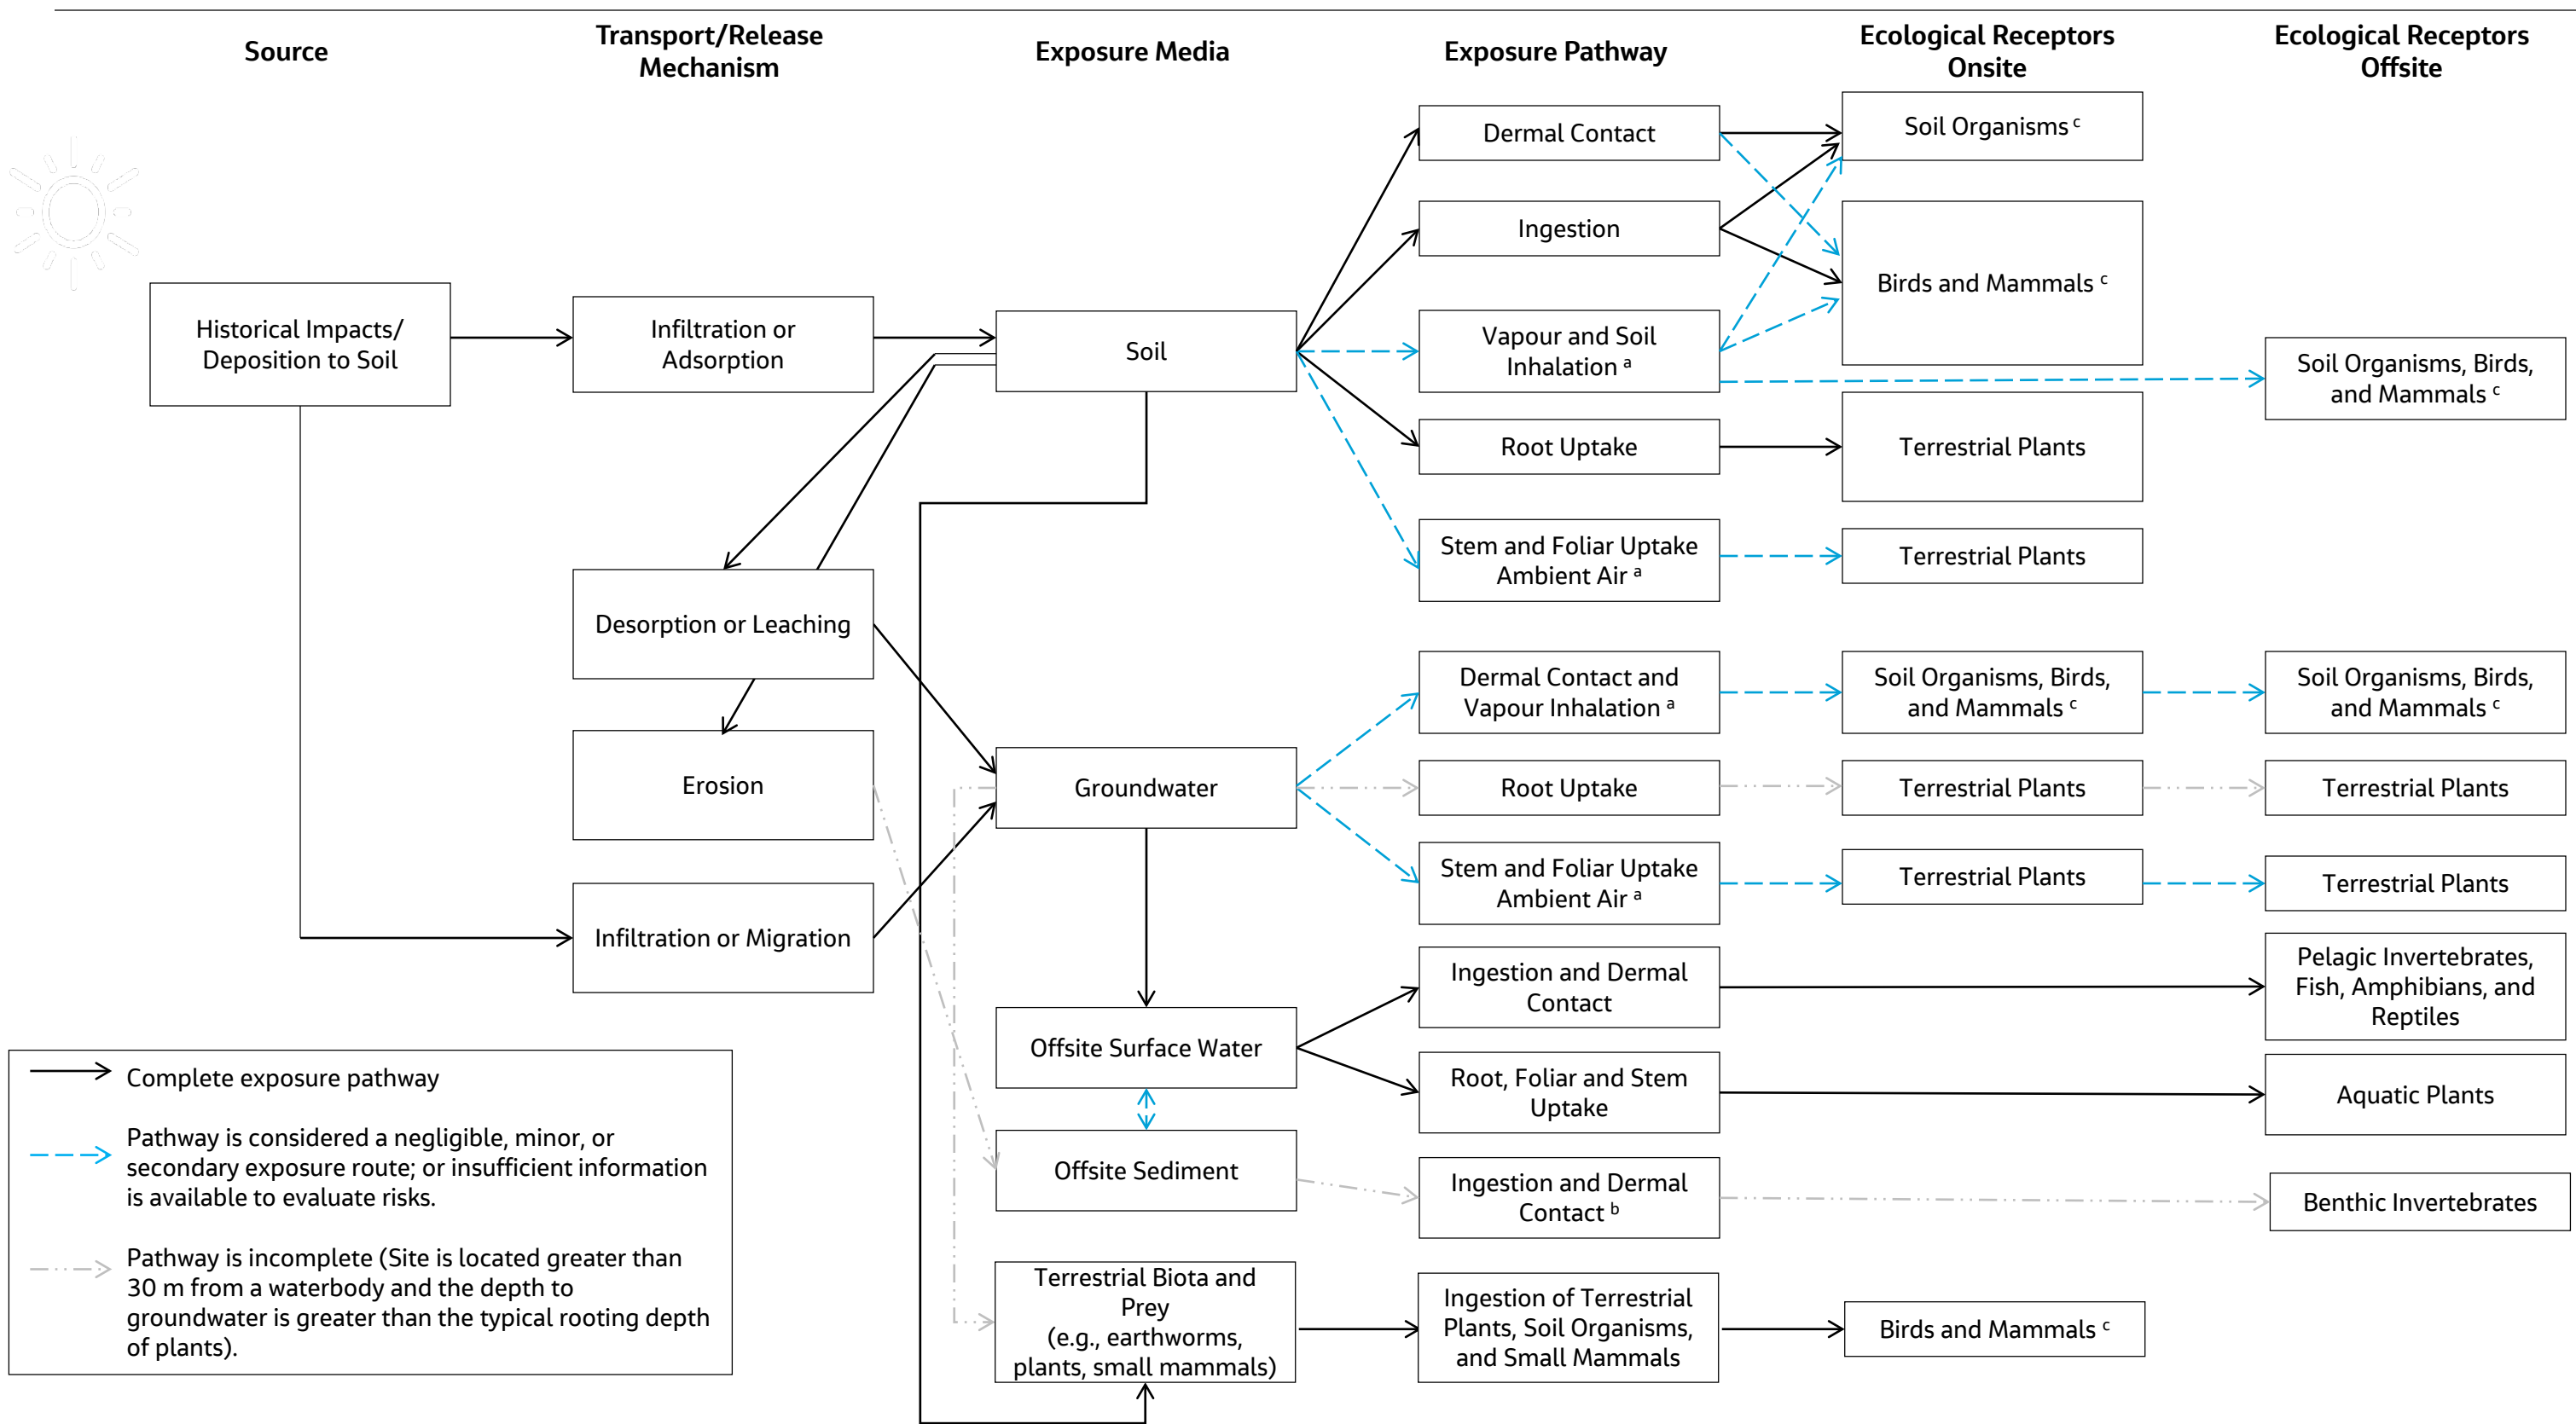 Source
Transport/Release
Mechanism
Exposure Media
Exposure Pathway
Ecological Receptors
Onsite
Ecological Receptors
Offsite
Historical Impacts/
Deposition to Soil
Infiltration or
Adsorption
Desorption or Leaching
Erosion
Infiltration or Migration
Soil
Groundwater
Offsite Surface Water
Offsite Sediment
Terrestrial Biota and
Prey
(e.g., earthworms,
plants, small mammals)
Dermal Contact
Ingestion
Vapour and Soil
Inhalation a
Root Uptake
Stem and Foliar Uptake
Ambient Air a
Dermal Contact and
Vapour Inhalation a
Root Uptake
Stem and Foliar Uptake
Ambient Air a
Ingestion and Dermal
Contact
Root, Foliar and Stem
Uptake
Ingestion and Dermal
Contact b
Ingestion of Terrestrial
Plants, Soil Organisms,
and Small Mammals
Soil Organisms c
Birds and Mammals c
Terrestrial Plants
Terrestrial Plants
Soil Organisms, Birds,
and Mammals c
Terrestrial Plants
Terrestrial Plants
Birds and Mammals c
Soil Organisms, Birds,
and Mammals c
Soil Organisms, Birds,
and Mammals c
Terrestrial Plants
Terrestrial Plants
Pelagic Invertebrates,
Fish, Amphibians, and
Reptiles
Aquatic Plants
Benthic Invertebrates
Complete exposure pathway
Pathway is considered a negligible, minor, or
secondary exposure route; or insufficient information
is available to evaluate risks.
Pathway is incomplete (Site is located greater than
30 m from a waterbody and the depth to
groundwater is greater than the typical rooting depth
of plants).